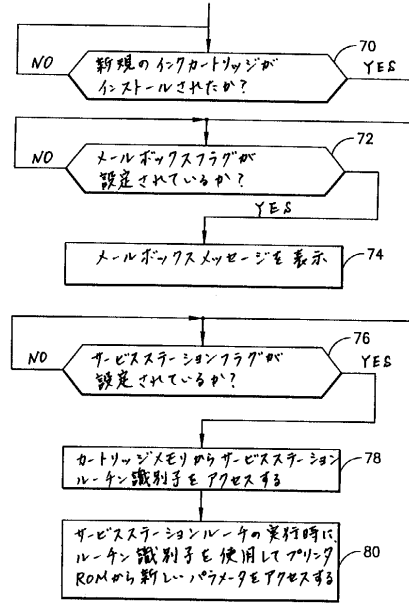 70
NO
新規のインクカートリッジが
インストールされたか?
YES
72
NO
メールボックスフラグが
設定されているか?
YES
メールボックスメッセージを表示
74
76
NO
サービスステーションフラグが
設定されているか?
YES
カートリッジメモリからサービスステーション
ルーチン識別子をアクセスする
78
サービスステーションルーチの実行時に、
ルーチン識別子を使用してプリンタ
ROMから新しいパラメータをアクセスする
80